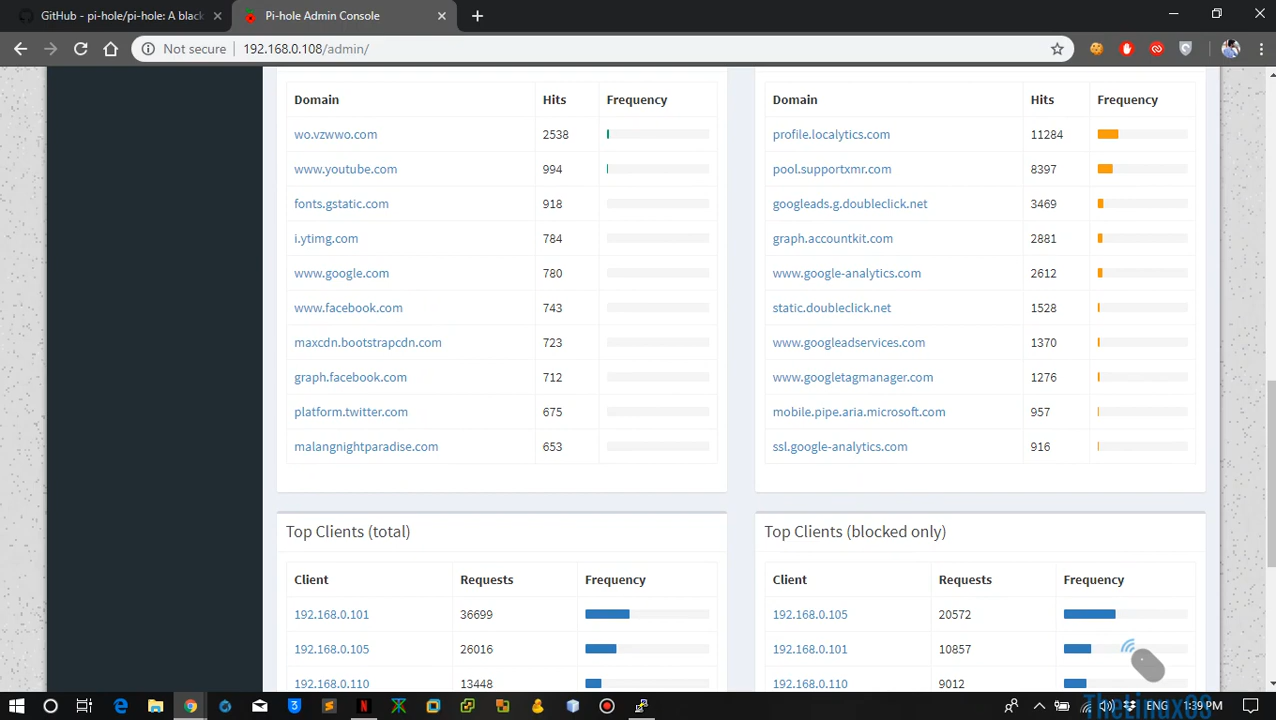 GitHub - pi-hole/pi-hole: A black
Pi-hole Admin Console
Not secure
192.168.0.108/admin/
Domain Hits Frequency
wo.vzwwo.com 2538
www.youtube.com 994
fonts.gstatic.com 918
i.ytimg.com 784
www.google.com 780
www.facebook.com 743
maxcdn.bootstrapcdn.com 723
graph.facebook.com 712
platform.twitter.com 675
malangnightparadise.com 653
Domain Hits Frequency
profile.localytics.com 11284
pool.supportxmr.com 8397
googleads.g.doubleclick.net 3469
graph.accountkit.com 2881
www.google-analytics.com 2612
static.doubleclick.net 1528
www.googleadservices.com 1370
www.googletagmanager.com 1276
mobile.pipe.aria.microsoft.com 957
ssl.google-analytics.com 916
Top Clients (total)
Client Requests Frequency
192.168.0.101 36699
192.168.0.105 26016
192.168.0.110 13448
Top Clients (blocked only)
Client Requests Frequency
192.168.0.105 20572
192.168.0.101 10857
192.168.0.110 9012
ENG 1:39 PM